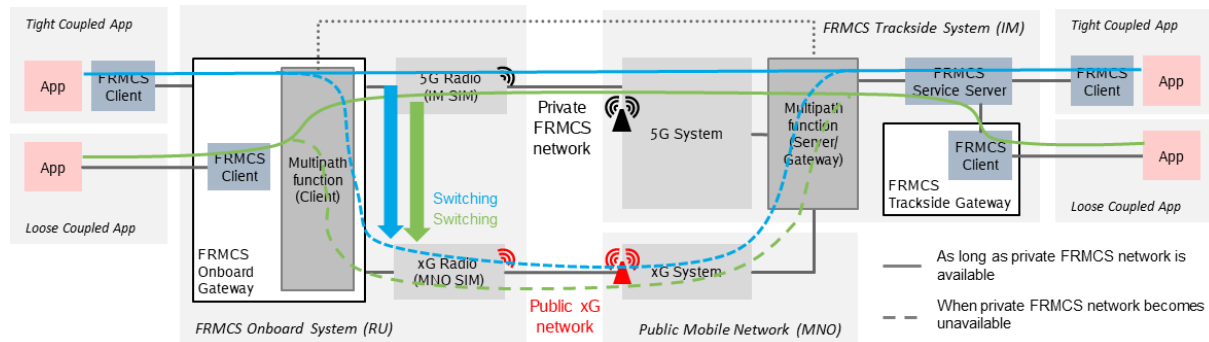 Tight Coupled App
App
FRMCS
Client
App
Loose Coupled App
FRMCS
Client
Multipath
function
(Client)
FRMCS
Onboard
Gateway
FRMCS Onboard System (RU)
5G Radio
(IM SIM)
Switching
Switching
xG Radio
(MNO SIM)
Private
FRMCS
network
Public xG
network
FRMCS Trackside System (IM)
5G System
Multipath
function
(Server/
Gateway)
xG System
Public Mobile Network (MNO)
FRMCS
Service Server
FRMCS
Client
FRMCS
Trackside Gateway
Tight Coupled App
FRMCS
Client
App
App
Loose Coupled App
As long as private FRMCS network is
available
When private FRMCS network becomes
unavailable